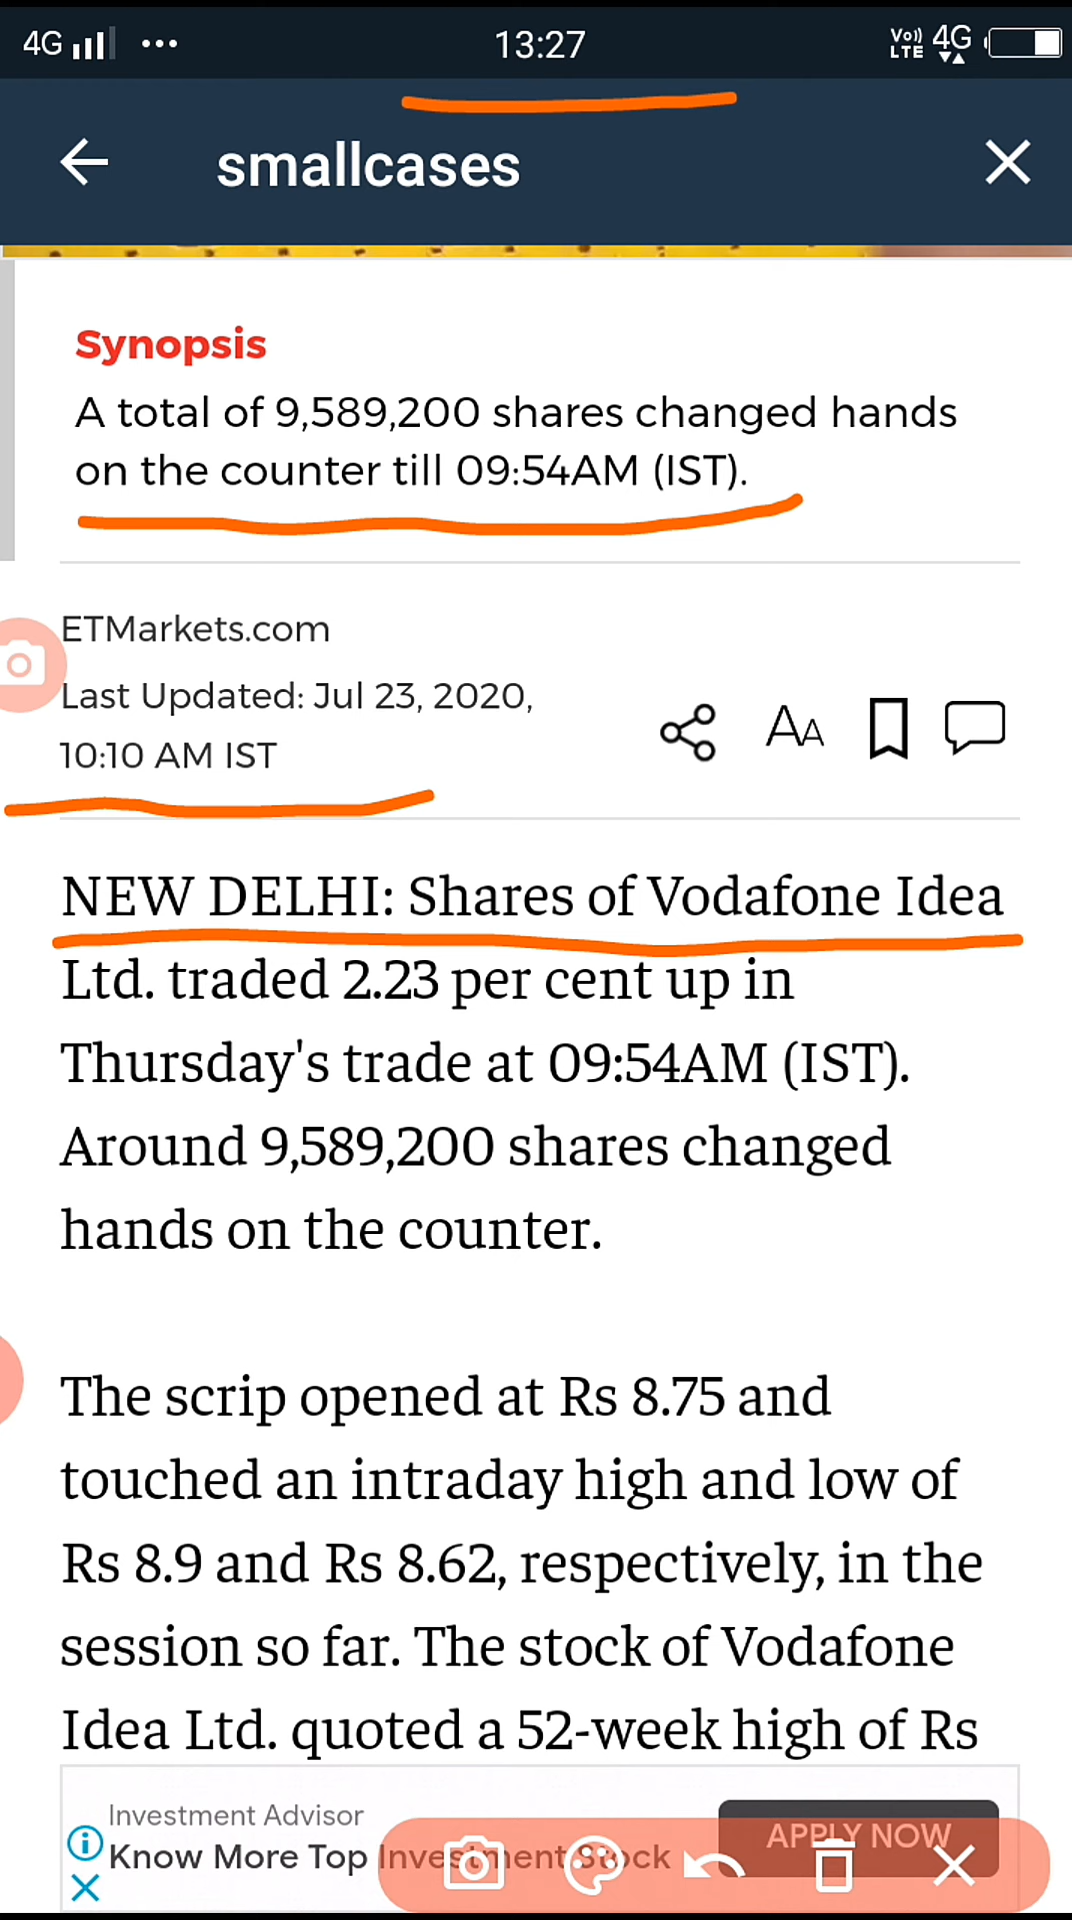 4G ... 13:27 Vo)) LTE 4G
smallcases
Synopsis
A total of 9,589,200 shares changed hands
on the counter till 09:54AM (IST).
ETMarkets.com
Last Updated: Jul 23, 2020,
10:10 AM IST
AA
NEW DELHI: Shares of Vodafone Idea
Ltd. traded 2.23 per cent up in
Thursday's trade at 09:54AM (IST).
Around 9,589,200 shares changed
hands on the counter.
The scrip opened at Rs 8.75 and
touched an intraday high and low of
Rs 8.9 and Rs 8.62, respectively, in the
session so far. The stock of Vodafone
Idea Ltd. quoted a 52-week high of Rs
Investment Advisor
Know More Top Investment Stock
APPLY NOW